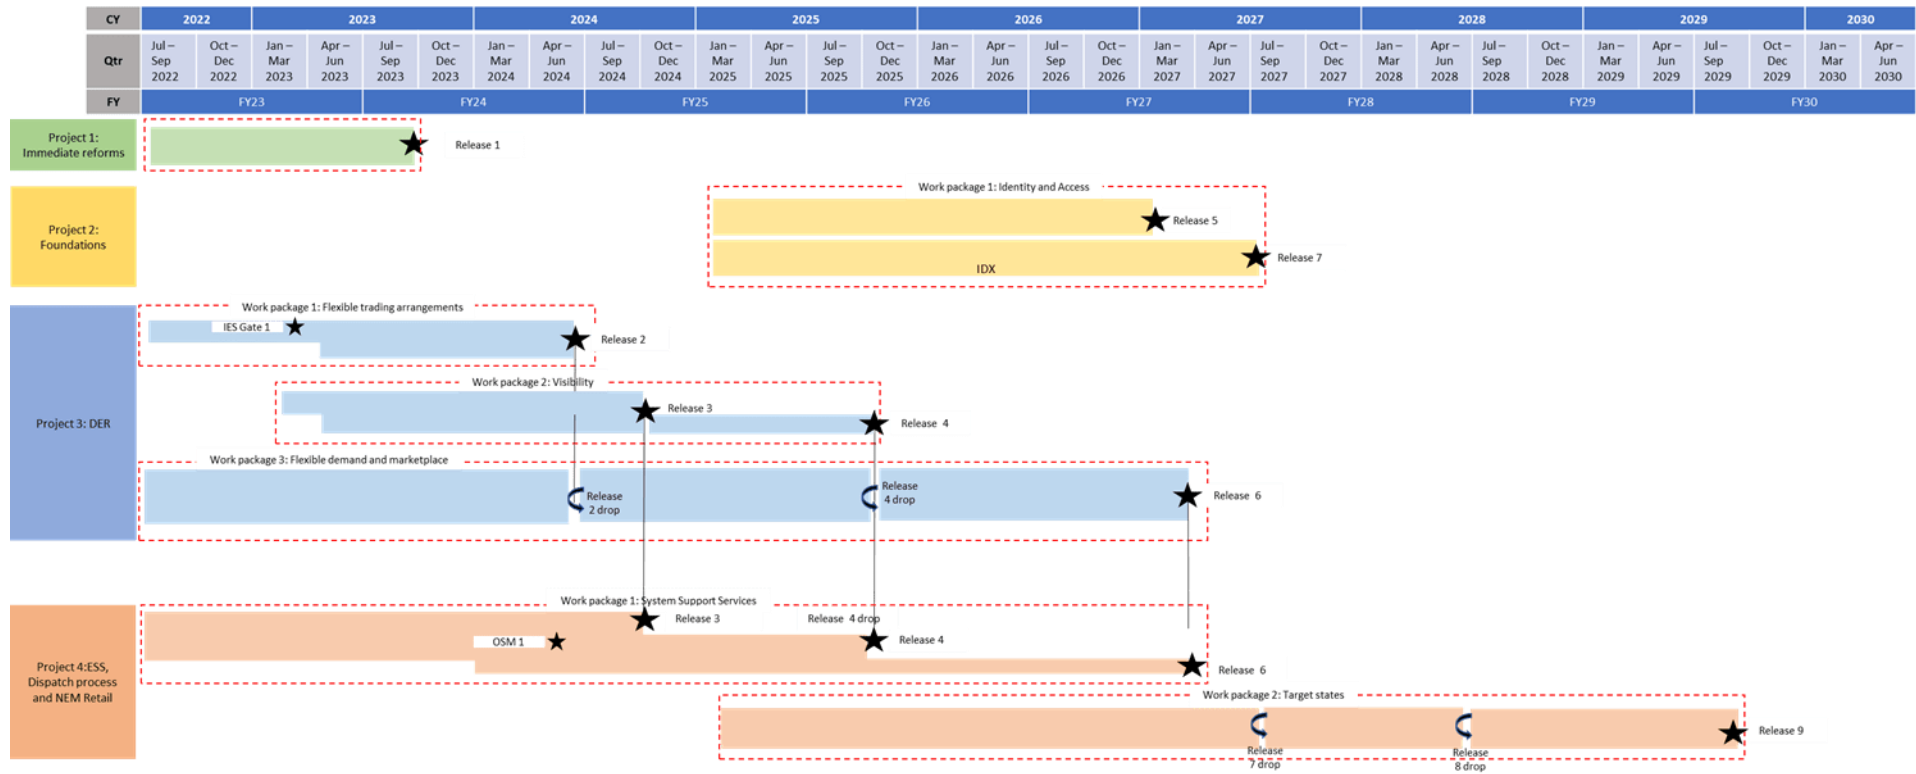 CY 2022 2023 2024 2025 2026 2027 2028 2029 2030
Qtr
Jul –
Sep
2022
Oct –
Dec
2022
Jan –
Mar
2023
Apr –
Jun
2023
Jul –
Sep
2023
Oct –
Dec
2023
Jan –
Mar
2024
Apr –
Jun
2024
Jul –
Sep
2024
Oct –
Dec
2024
Jan –
Mar
2025
Apr –
Jun
2025
Jul –
Sep
2025
Oct –
Dec
2025
Jan –
Mar
2026
Apr –
Jun
2026
Jul –
Sep
2026
Oct –
Dec
2026
Jan –
Mar
2027
Apr –
Jun
2027
Jul –
Sep
2027
Oct –
Dec
2027
Jan –
Mar
2028
Apr –
Jun
2028
Jul –
Sep
2028
Oct –
Dec
2028
Jan –
Mar
2029
Apr –
Jun
2029
Jul –
Sep
2029
Oct –
Dec
2029
Jan –
Mar
2030
Apr –
Jun
2030
FY FY23 FY24 FY25 FY26 FY27 FY28 FY29 FY30
Project 1:
Immediate reforms
Release 1
Project 2:
Foundations
Work package 1: Identity and Access
Release 5
IDX
Release 7
Project 3: DER
Work package 1: Flexible trading arrangements
IES Gate 1
Release 2
Work package 2: Visibility
Release 3
Release 4
Work package 3: Flexible demand and marketplace
Release
2 drop
Release
4 drop
Release 6
Project 4:ESS,
Dispatch process
and NEM Retail
Work package 1: System Support Services
Release 3
Release 4 drop
OSM 1
Release 4
Release 6
Work package 2: Target states
Release
7 drop
Release
8 drop
Release 9